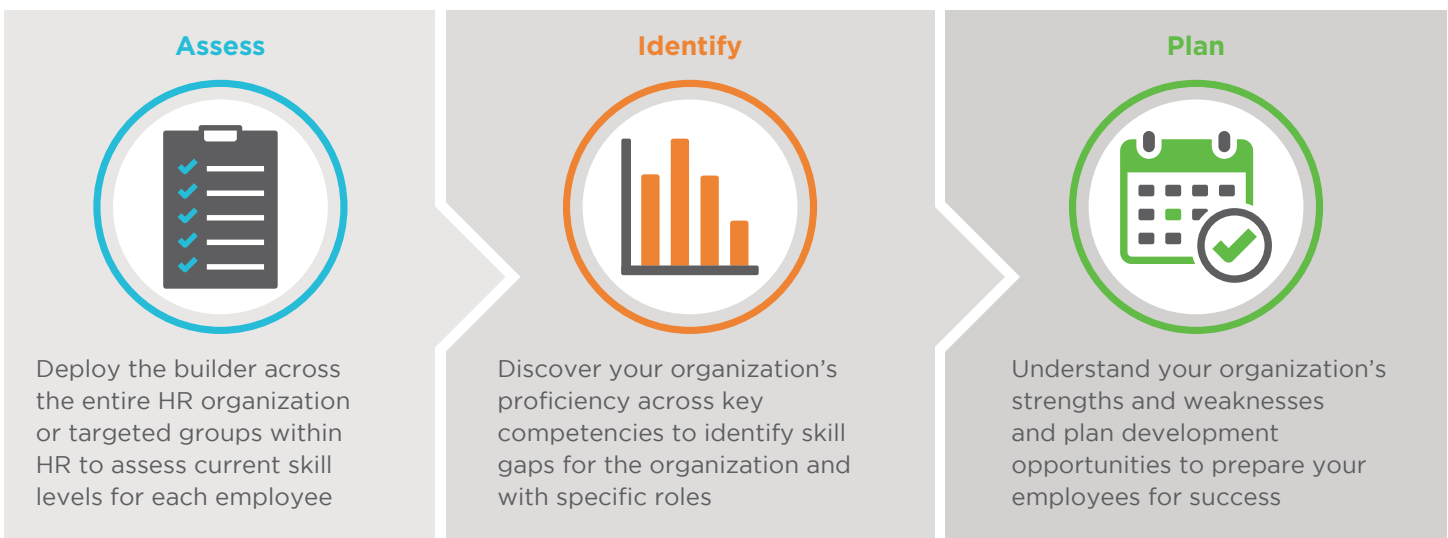 Assess
Deploy the builder across
the entire HR organization
or targeted groups within
HR to assess current skill
levels for each employee
Identify
Discover your organization’s
proficiency across key
competencies to identify skill
gaps for the organization and
with specific roles
Plan
Understand your organization’s
strengths and weaknesses
and plan development
opportunities to prepare your
employees for success